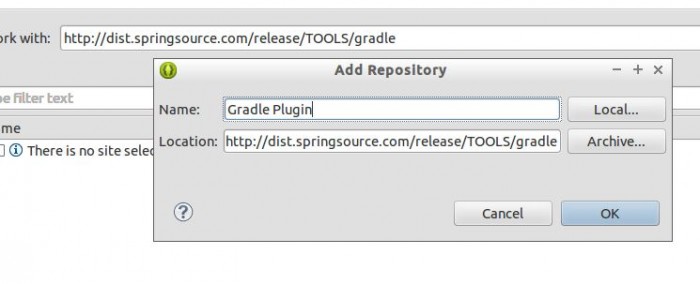 ork with: http://dist.springsource.com/release/TOOLS/gradle
Add Repository
pe filter text
Name: Gradle Plugin Local...
me
Location: http://dist.springsource.com/release/TOOLS/gradle Archive...
There is no site selec
? Cancel OK